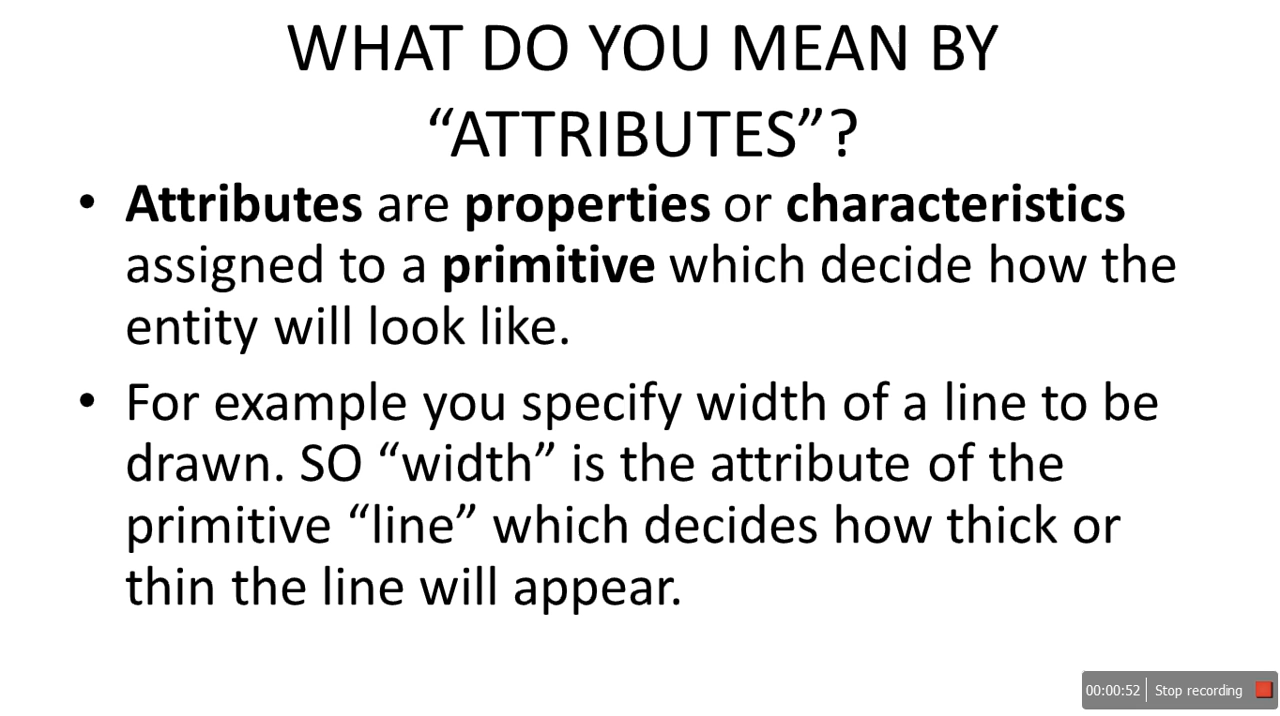 WHAT DO YOU MEAN BY
“ATTRIBUTES”?
• Attributes are properties or characteristics
assigned to a primitive which decide how the
entity will look like.
• For example you specify width of a line to be
drawn. SO “width” is the attribute of the
primitive “line” which decides how thick or
thin the line will appear.
00:00:52 Stop recording